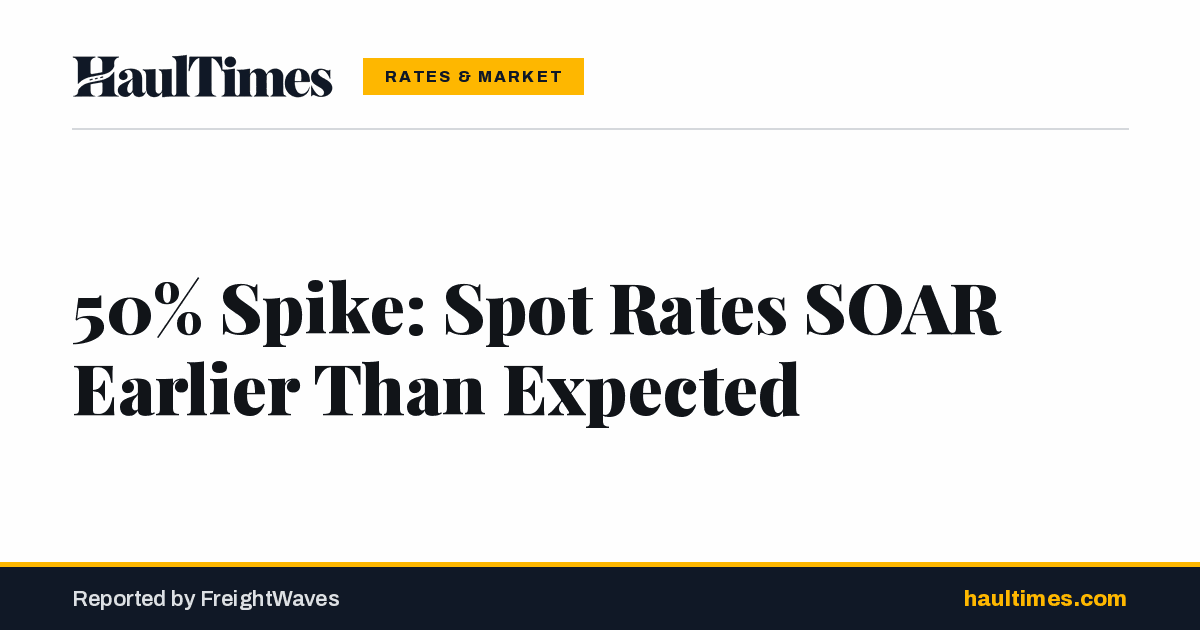 HaulTimes
RATES & MARKET
50% Spike: Spot Rates SOAR
Earlier Than Expected
Reported by FreightWaves
haultimes.com